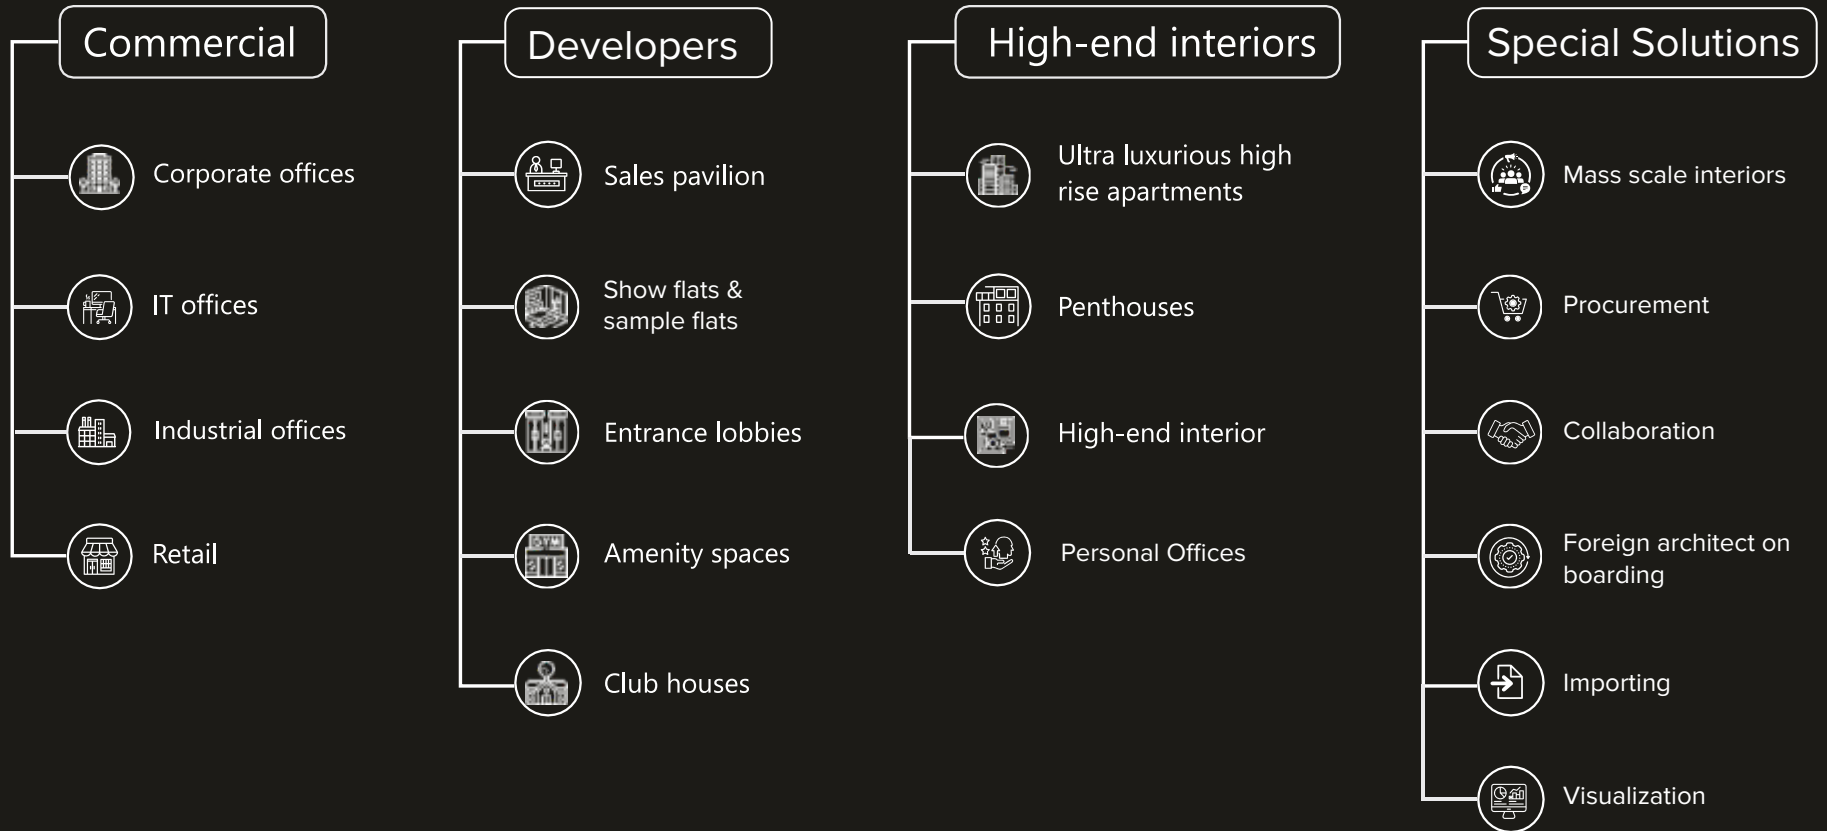 Commercial
Corporate offices
IT offices
Industrial offices
Retail
Developers
Sales pavilion
Show flats &
sample flats
Entrance lobbies
GYM
Amenity spaces
Club houses
High-end interiors
Ultra luxurious high
rise apartments
Penthouses
High-end interior
Personal Offices
Special Solutions
Mass scale interiors
Procurement
Collaboration
Foreign architect on
boarding
Importing
Visualization